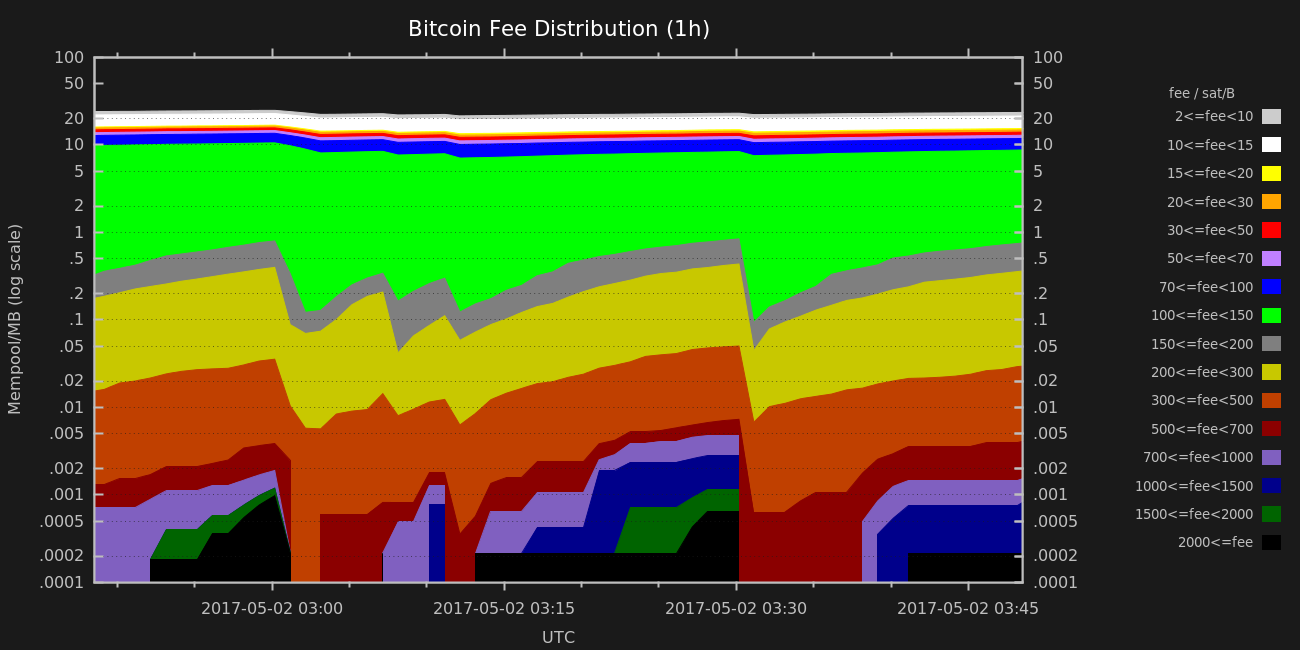 Bitcoin Fee Distribution (1h)
100 100
50 50
20 20
10 10
5 5
2 2
1 1
.5 .5
.2 .2
.1 .1
.05 .05
.02 .02
.01 .01
.005 .005
.002 .002
.001 .001
.0005 .0005
.0002 .0002
.0001 .0001
Mempool/MB (log scale)
2017-05-02 03:00 2017-05-02 03:15 2017-05-02 03:30 2017-05-02 03:45
UTC
fee / sat/B
2<=fee<10
10<=fee<15
15<=fee<20
20<=fee<30
30<=fee<50
50<=fee<70
70<=fee<100
100<=fee<150
150<=fee<200
200<=fee<300
300<=fee<500
500<=fee<700
700<=fee<1000
1000<=fee<1500
1500<=fee<2000
2000<=fee